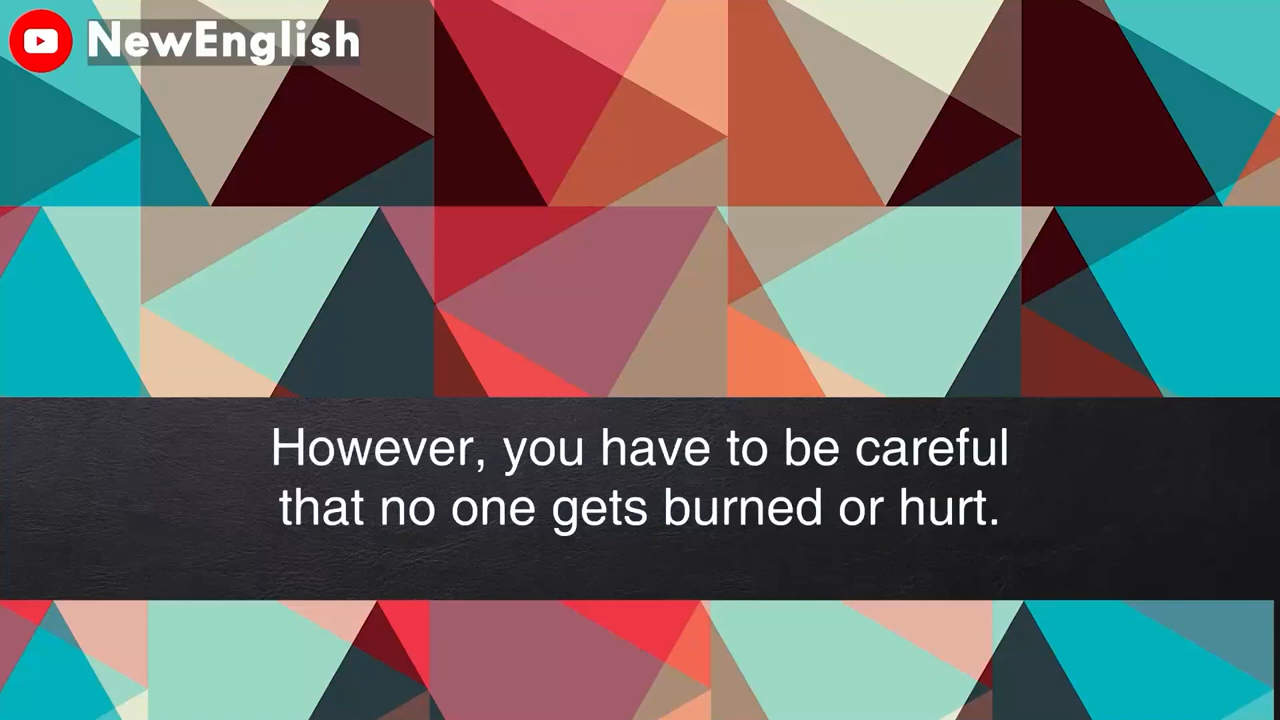 NewEnglish
However, you have to be careful
that no one gets burned or hurt.